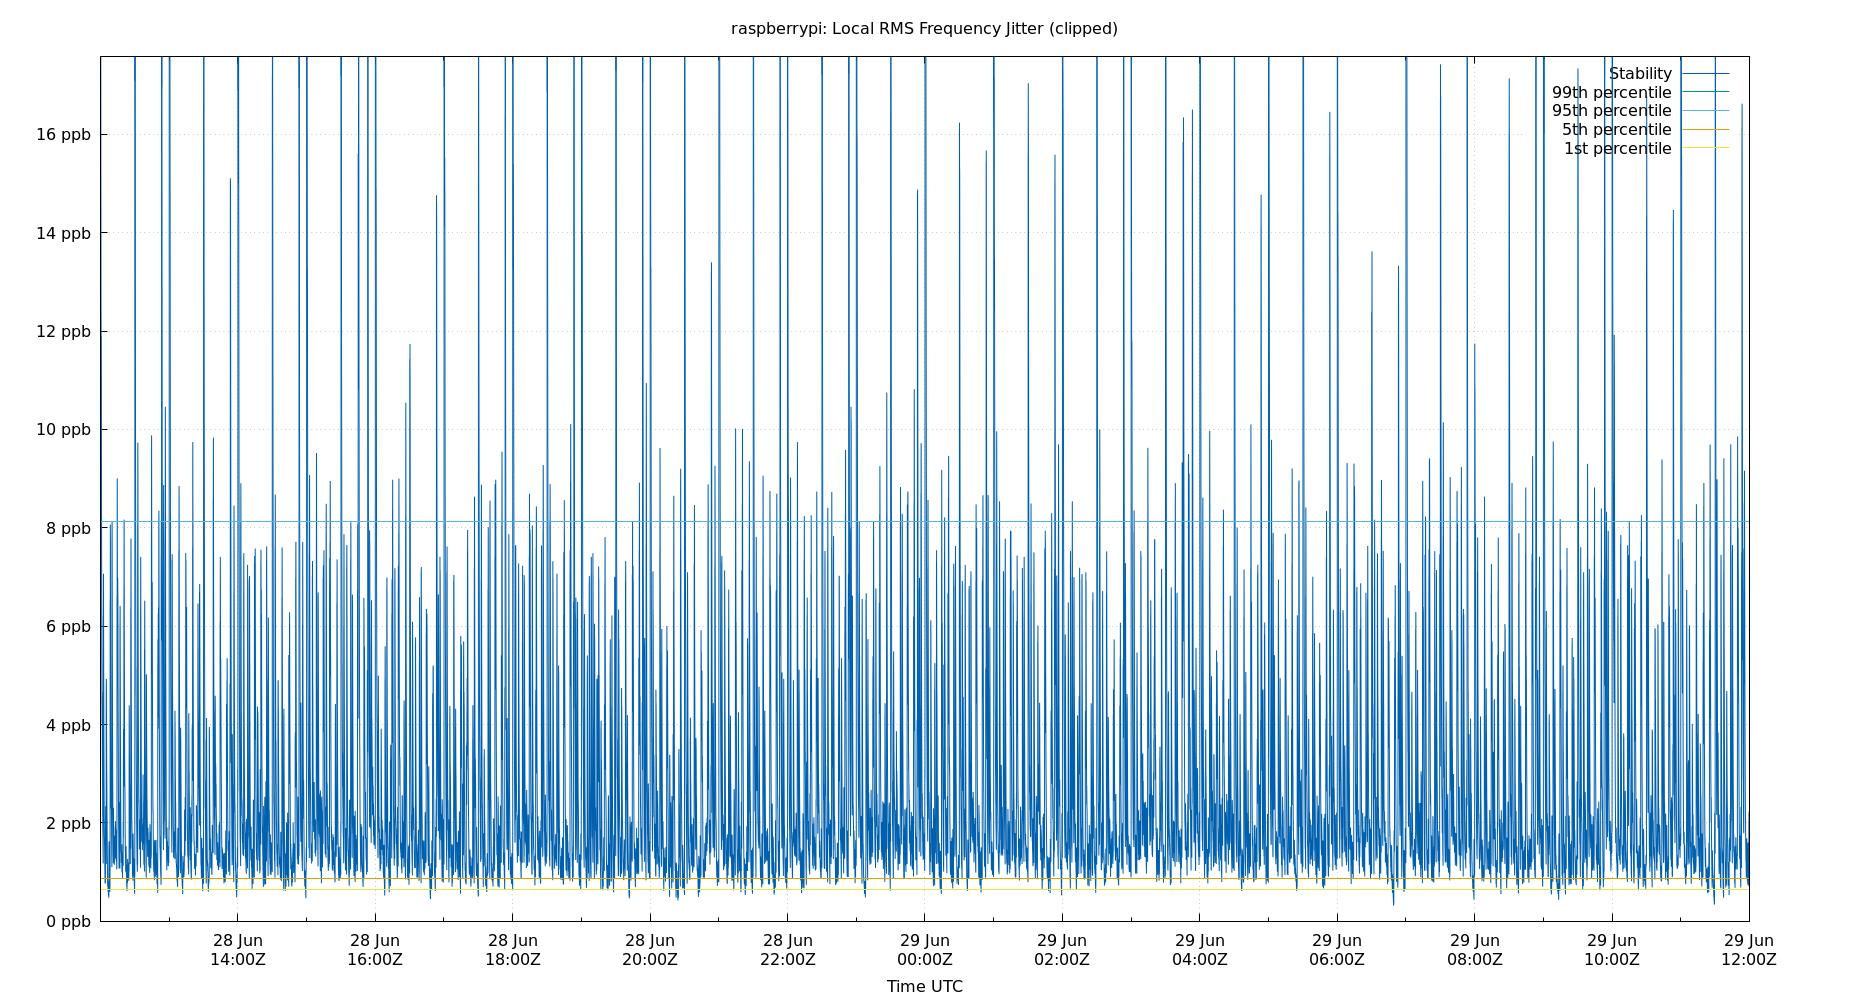 raspberrypi: Local RMS Frequency Jitter (clipped)
Stability
99th percentile
95th percentile
5th percentile
1st percentile
16 ppb
14 ppb
12 ppb
10 ppb
8 ppb
6 ppb
4 ppb
2 ppb
0 ppb
28 Jun 28 Jun 28 Jun 28 Jun 28 Jun 29 Jun 29 Jun 29 Jun 29 Jun 29 Jun 29 Jun 29 Jun
14:00Z 16:00Z 18:00Z 20:00Z 22:00Z 00:00Z 02:00Z 04:00Z 06:00Z 08:00Z 10:00Z 12:00Z
Time UTC